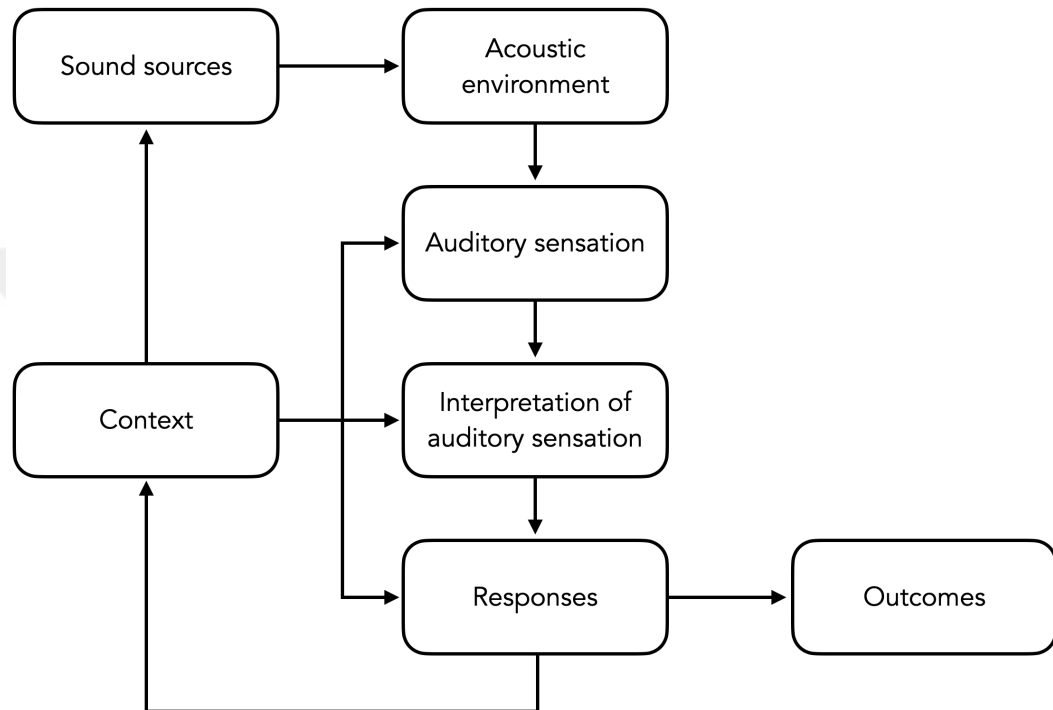 Sound sources
Acoustic
environment
Auditory sensation
Context
Interpretation of
auditory sensation
Responses
Outcomes